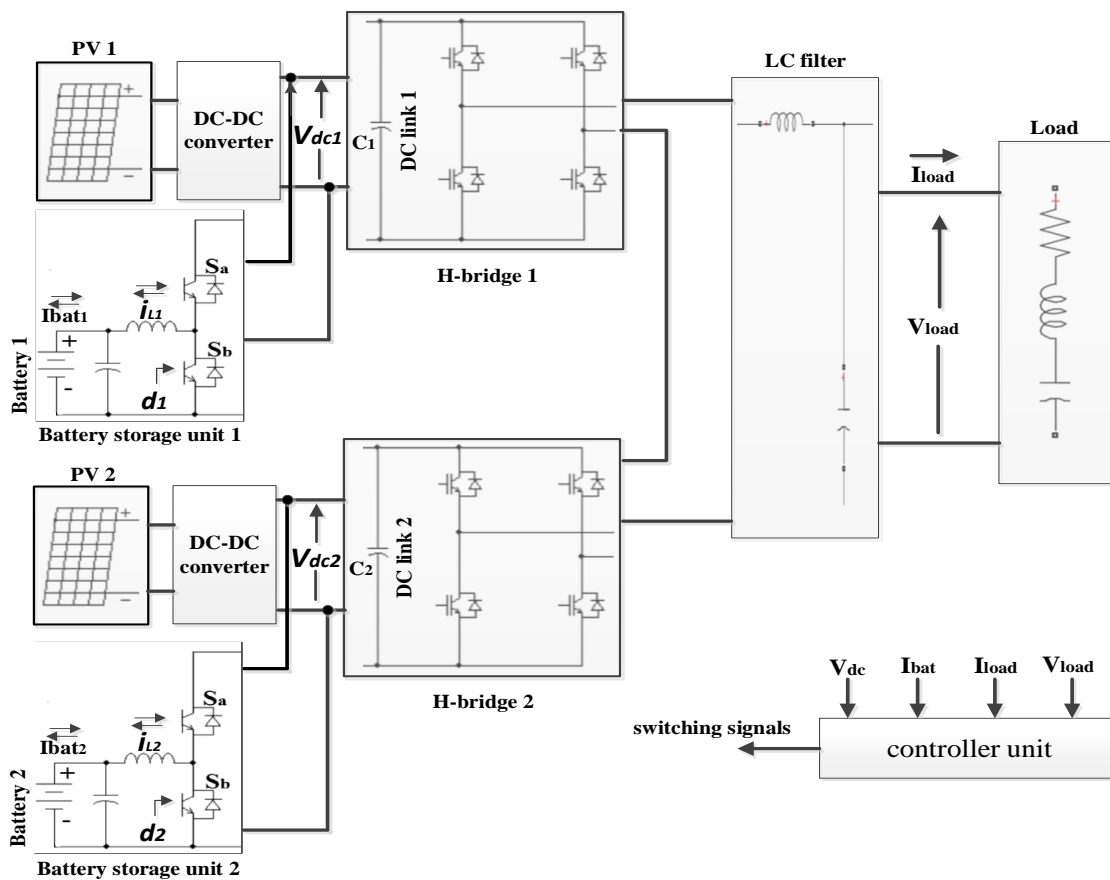 PV 1
+
−
DC-DC
converter
Vdc1
C1
DC link 1
H-bridge 1
LC filter
Iload
Vload
Load
Sa
Ibat1
iL1
+
-
Sb
d1
Battery 1
Battery storage unit 1
PV 2
+
−
DC-DC
converter
Vdc2
C2
DC link 2
H-bridge 2
Sa
Ibat2
iL2
+
-
Sb
d2
Battery 2
Battery storage unit 2
Vdc
Ibat
Iload
Vload
switching signals
controller unit